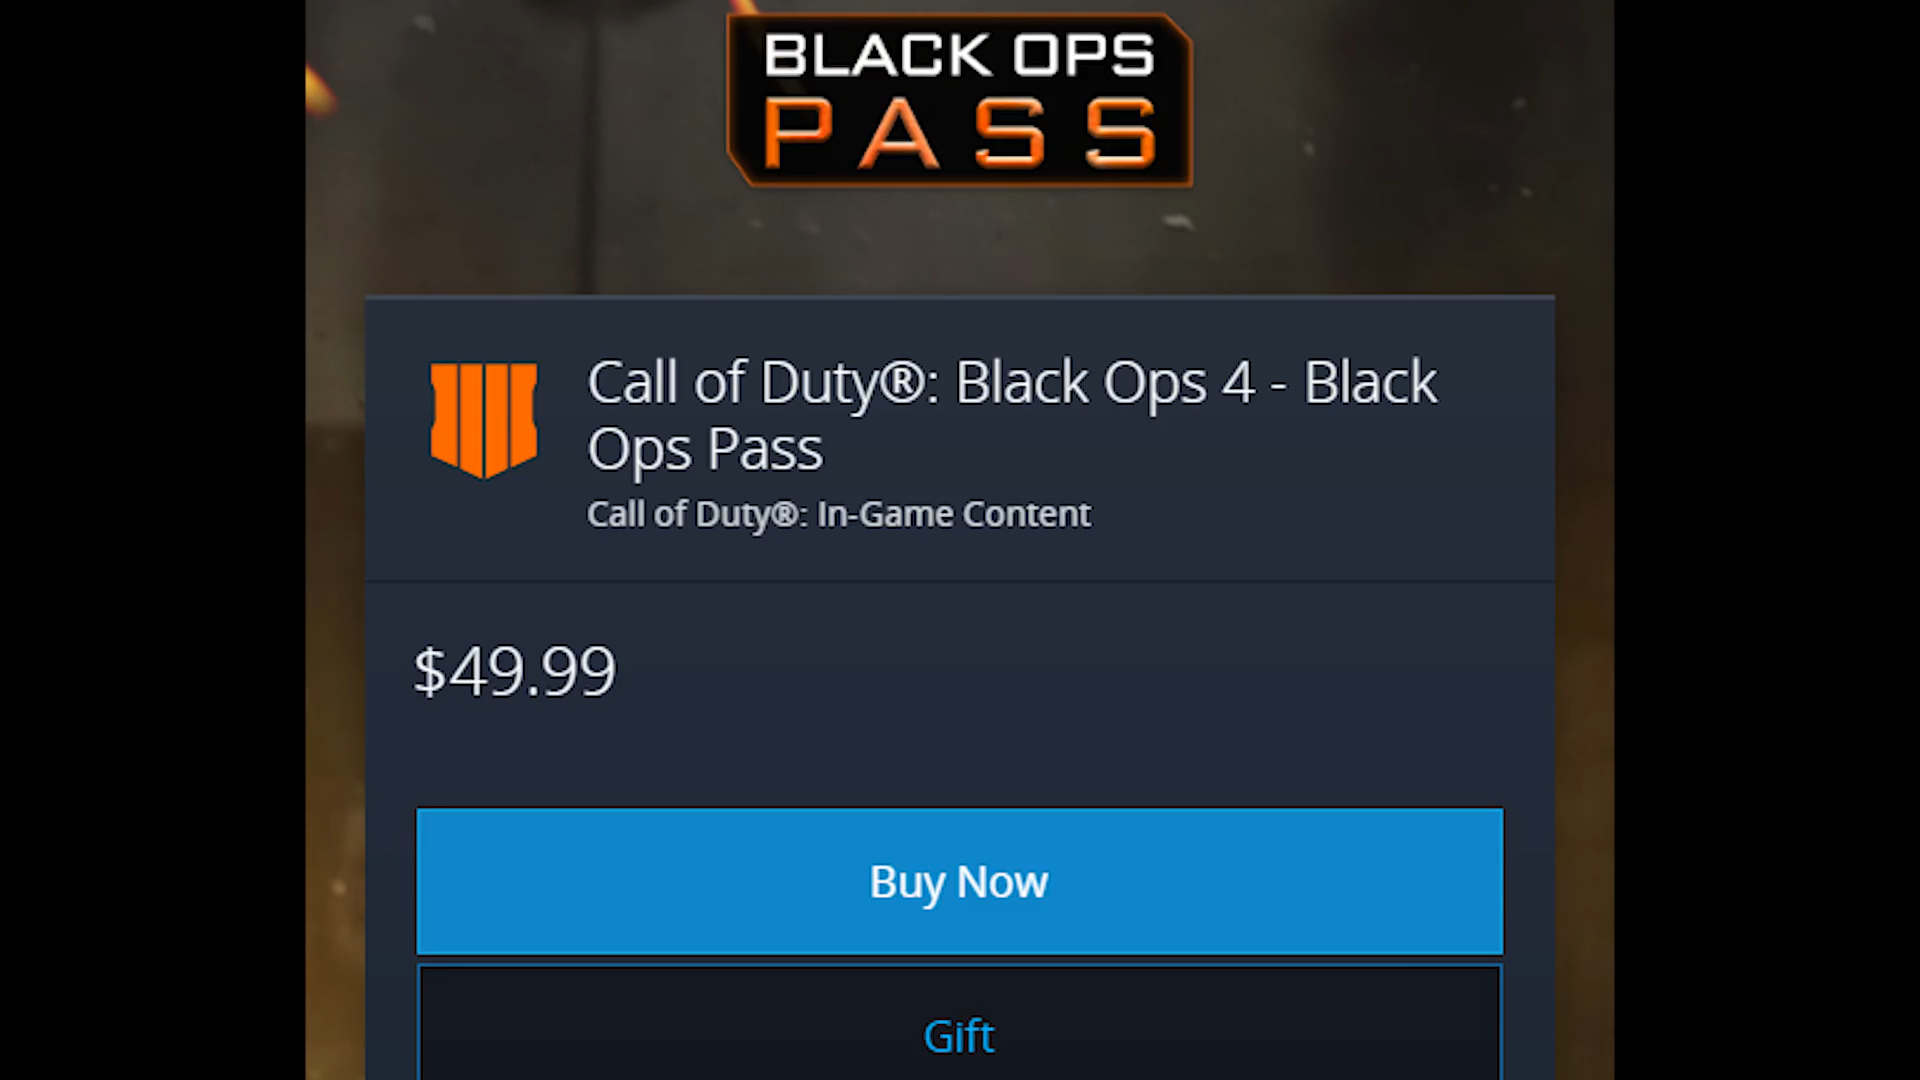 BLACK OPS
PASS
Call of Duty®: Black Ops 4 - Black
Ops Pass
Call of Duty®: In-Game Content
$49.99
Buy Now
Gift